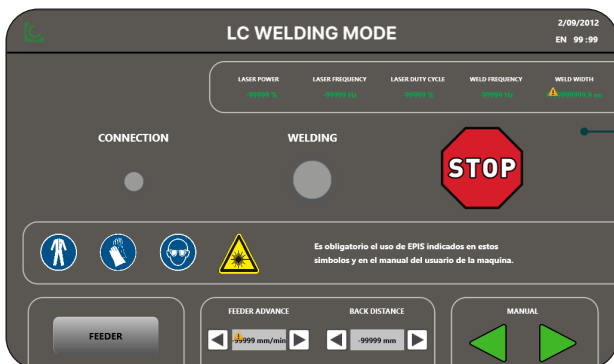 LC WELDING MODE
2/09/2012
EN 99:99
LASER POWER LASER FREQUENCY LASER DUTY CYCLE WELD FREQUENCY WELD WIDTH
-99999 % -99999 Hz -99999 % -99999 Hz
CONNECTION WELDING
STOP
Es obligatorio el uso de EPIS indicados en estos
simbolos y en el manual del usuario de la maquina.
FEEDER ADVANCE BACK DISTANCE MANUAL
FEEDER
-99999 mm/min -99999 mm